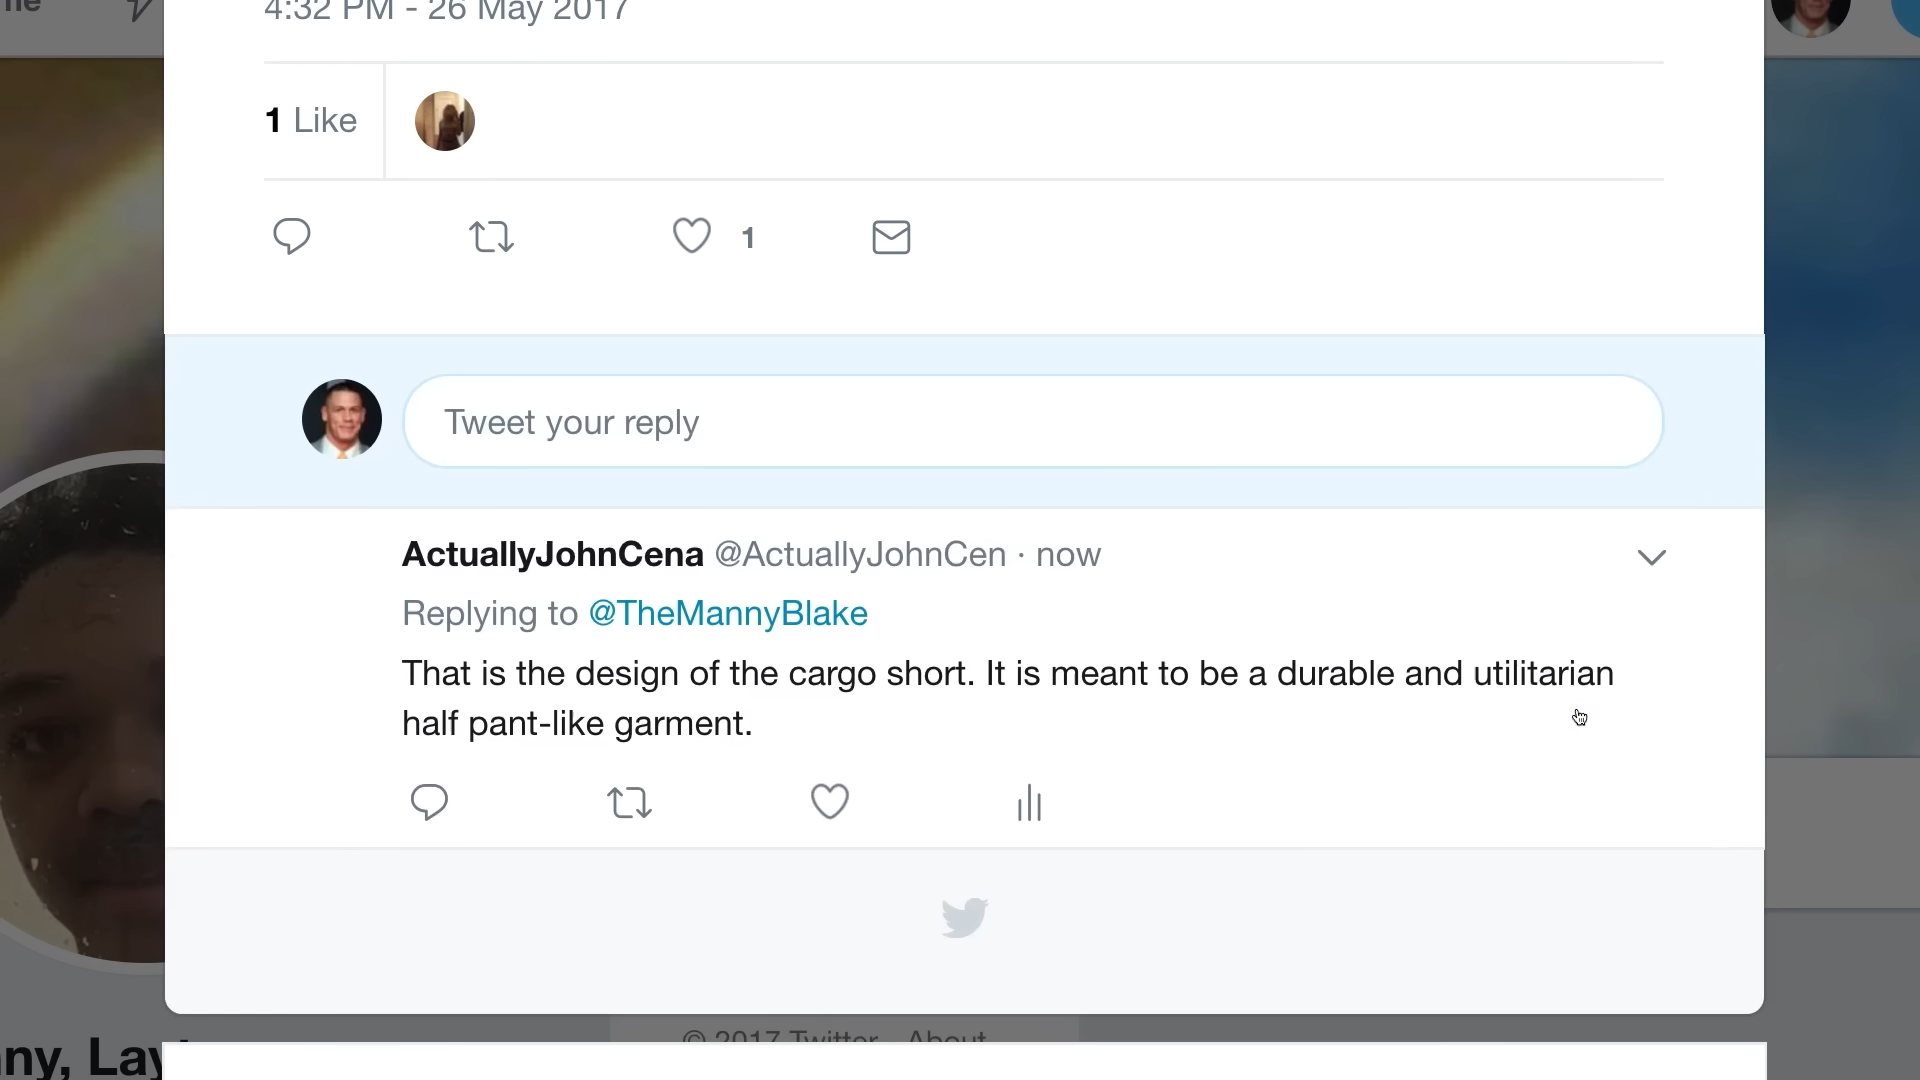 4:32 PM - 26 May 2017
1 Like
1
Tweet your reply
ActuallyJohnCena @ActuallyJohnCen · now
Replying to @TheMannyBlake
That is the design of the cargo short. It is meant to be a durable and utilitarian
half pant-like garment.
© 2017 Twitter About